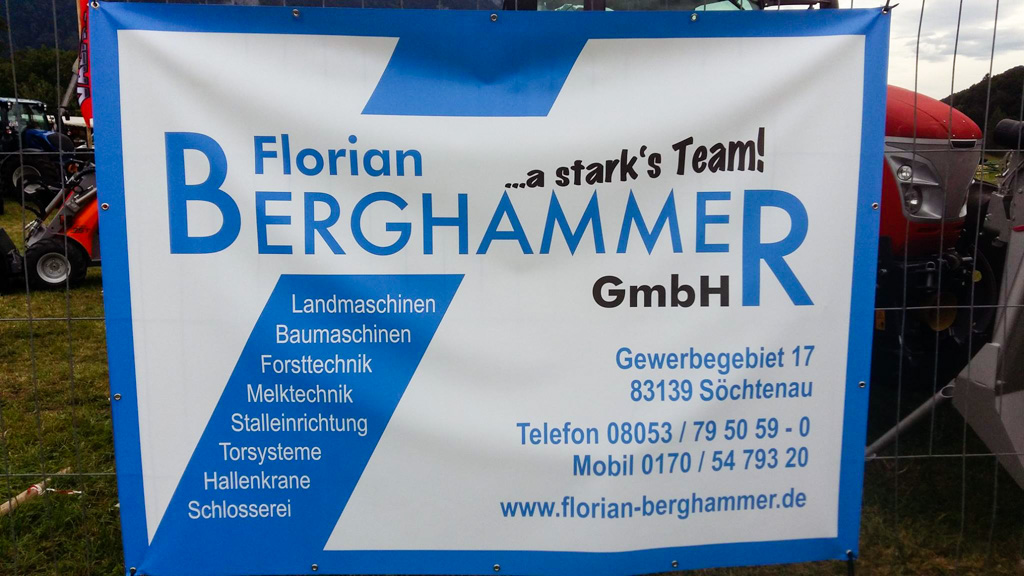 Florian
...a stark's Team!
BERGHAMMER
GmbH
Landmaschinen
Baumaschinen
Forsttechnik
Melktechnik
Stalleinrichtung
Torsysteme
Hallenkrane
Schlosserei
Gewerbegebiet 17
83139 Söchtenau
Telefon 08053 / 79 50 59 - 0
Mobil 0170 / 54 793 20
www.florian-berghammer.de